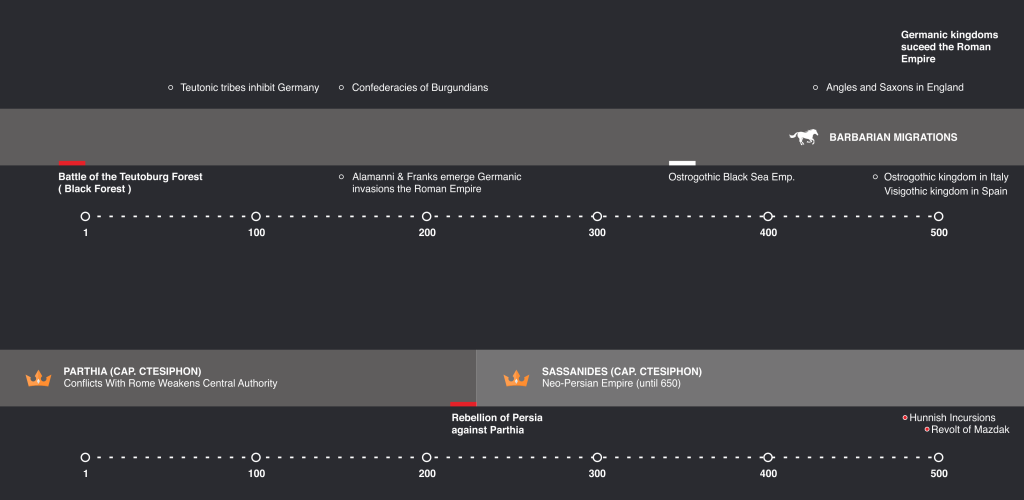 Germanic kingdoms
suceed the Roman
Empire
Teutonic tribes inhibit Germany
Confederacies of Burgundians
Angles and Saxons in England
BARBARIAN MIGRATIONS
Battle of the Teutoburg Forest
( Black Forest )
Alamanni & Franks emerge Germanic
invasions the Roman Empire
Ostrogothic Black Sea Emp.
Ostrogothic kingdom in Italy
Visigothic kingdom in Spain
1 100 200 300 400 500
PARTHIA (CAP. CTESIPHON)
Conflicts With Rome Weakens Central Authority
SASSANIDES (CAP. CTESIPHON)
Neo-Persian Empire (until 650)
Rebellion of Persia
against Parthia
Hunnish Incursions
Revolt of Mazdak
1 100 200 300 400 500